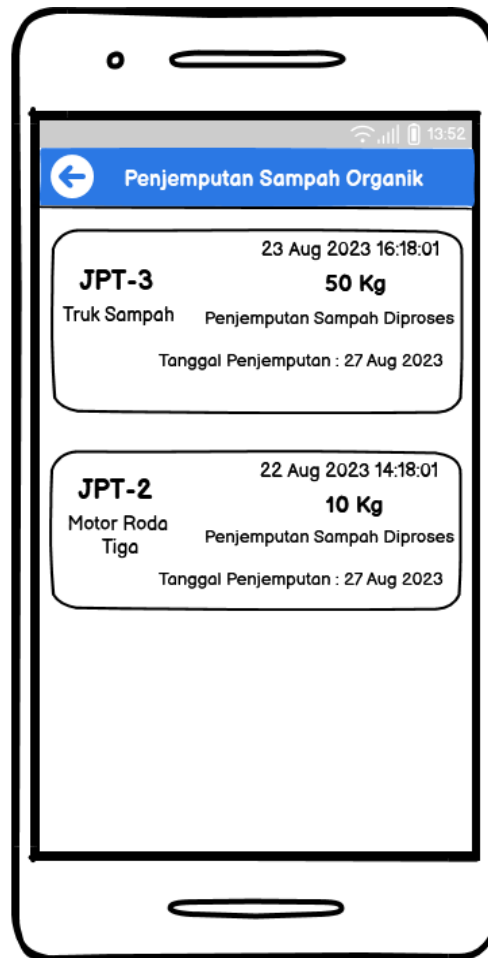 13:52
Penjemputan Sampah Organik
23 Aug 2023 16:18:01
JPT-3
50 Kg
Truk Sampah
Penjemputan Sampah Diproses
Tanggal Penjemputan : 27 Aug 2023
22 Aug 2023 14:18:01
JPT-2
10 Kg
Motor Roda
Tiga
Penjemputan Sampah Diproses
Tanggal Penjemputan : 27 Aug 2023